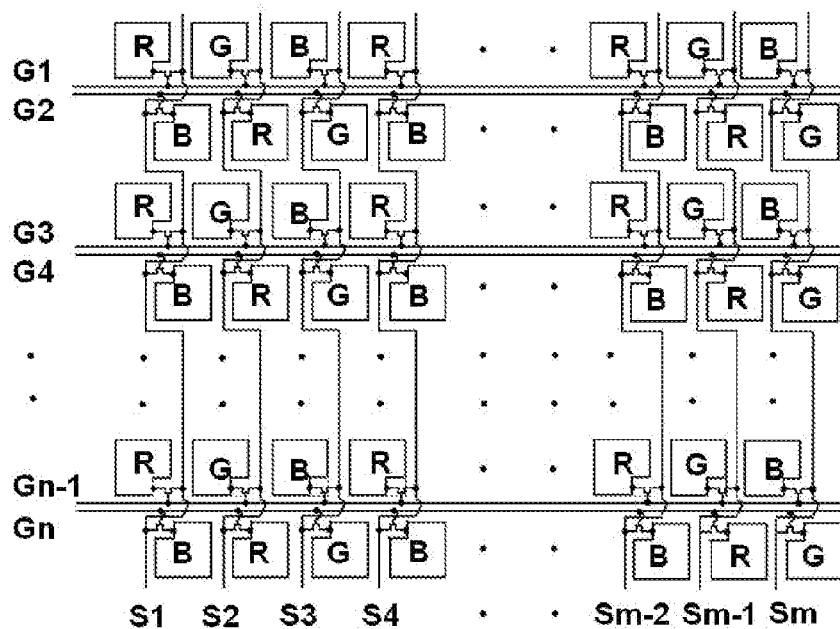 R G B R R G B
G1
G2
B R G B B R G
R G B R R G B
G3
G4
B R G B B R G
R G B R R G B
Gn-1
Gn
B R G B B R G
S1 S2 S3 S4 Sm-2 Sm-1 Sm